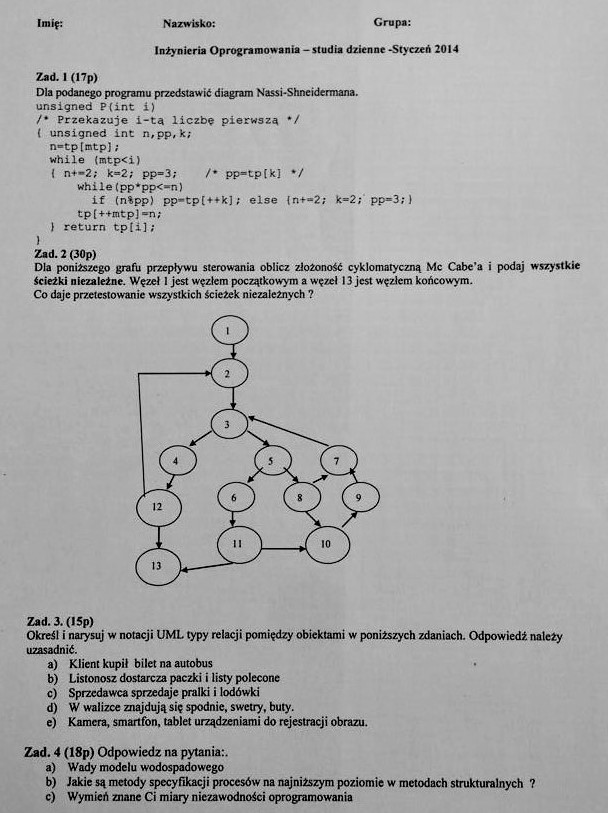 Imię: Nazwisko: Grupa:
Inżynieria Oprogramowania – studia dzienne -Styczeń 2014
Zad. 1 (17p)
Dla podanego programu przedstawić diagram Nassi-Shneidermana.
unsigned P(int i)
/* Przekazuje i-tą liczbę pierwszą */
{ unsigned int n,pp,k;
n=tp[mtp];
while (mtp<i)
{ n+=2; k=2; pp=3; /* pp=tp[k] */
while(pp*pp<=n)
if (n%pp) pp=tp[++k]; else {n+=2; k=2; pp=3;}
tp[++mtp]=n;
} return tp[i];
}
Zad. 2 (30p)
Dla poniższego grafu przepływu sterowania oblicz złożoność cyklomatyczną Mc Cabe'a i podaj wszystkie
ścieżki niezależne. Węzeł 1 jest węzłem początkowym a węzeł 13 jest węzłem końcowym.
Co daje przetestowanie wszystkich ścieżek niezależnych ?
1
2
3
4 5 7
12 6 8 9
13 11 10
Zad. 3. (15p)
Określ i narysuj w notacji UML typy relacji pomiędzy obiektami w poniższych zdaniach. Odpowiedź należy
uzasadnić.
a) Klient kupił bilet na autobus
b) Listonosz dostarcza paczki i listy polecone
c) Sprzedawca sprzedaje pralki i lodówki
d) W walizce znajdują się spodnie, swetry, buty.
e) Kamera, smartfon, tablet urządzeniami do rejestracji obrazu.
Zad. 4 (18p) Odpowiedz na pytania:.
a) Wady modelu wodospadowego
b) Jakie są metody specyfikacji procesów na najniższym poziomie w metodach strukturalnych ?
c) Wymień znane Ci miary niezawodności oprogramowania